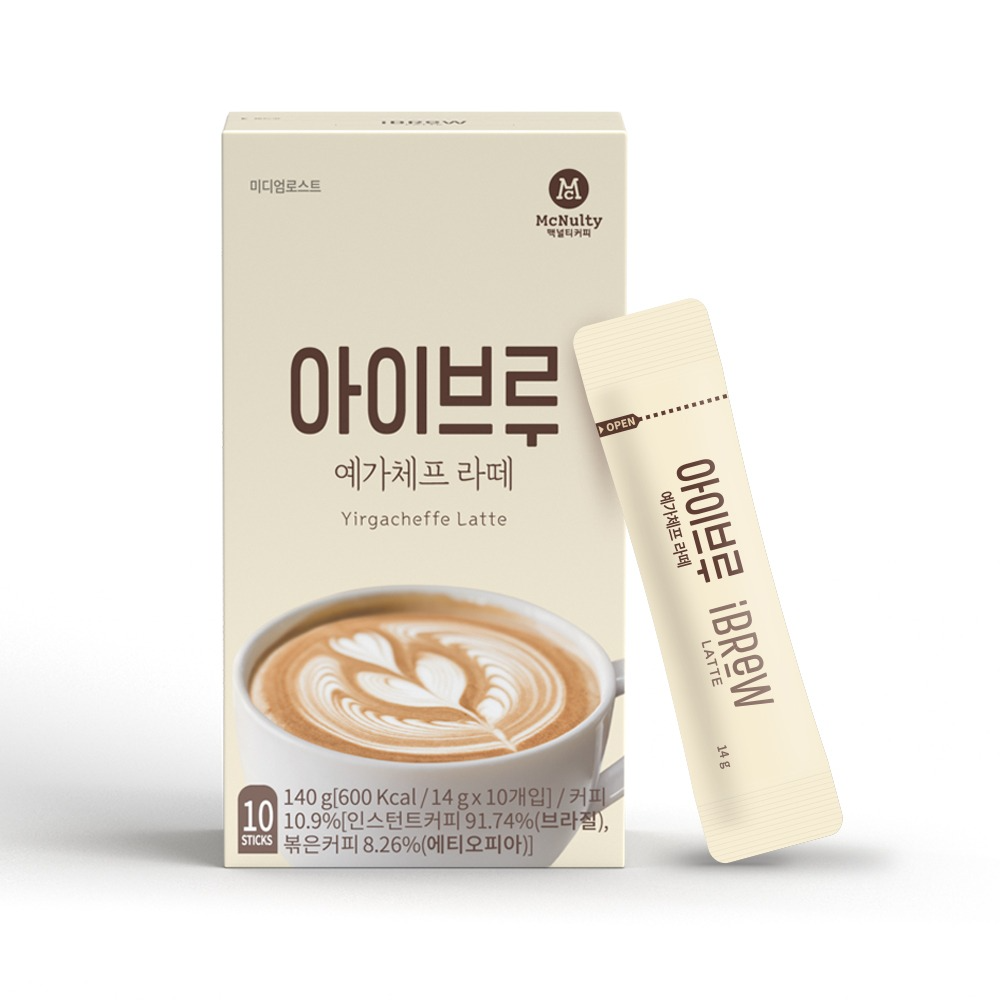 iBReW
미디엄로스트
Mc
McNulty
맥널티커피
아이브루
예가체프 라떼
Yirgacheffe Latte
10
STICKS
140 g[600 Kcal / 14 g x 10개입] / 커피
10.9%[인스턴트커피 91.74%(브라질),
볶은커피 8.26%(에티오피아)]
OPEN
아이브루
예가체프 라떼
iBReW
LATTE
14 g